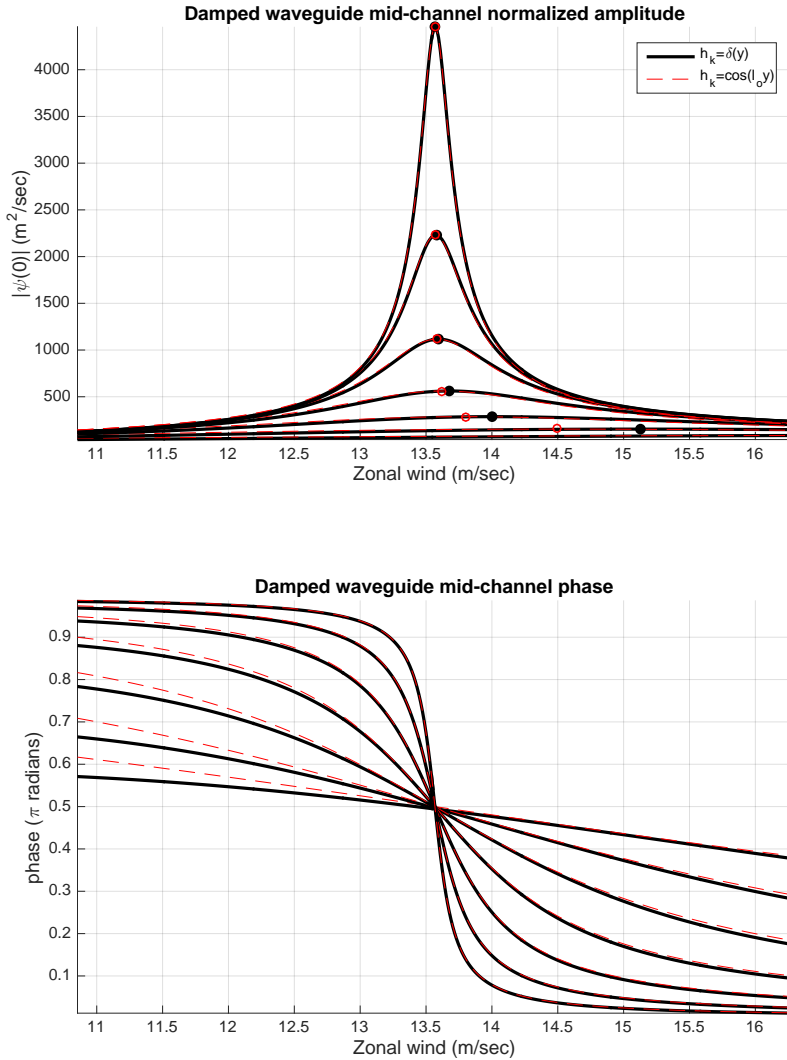 Damped waveguide mid-channel normalized amplitude
|ψ(0)| (m²/sec)
4000
3500
3000
2500
2000
1500
1000
500
h_k=δ(y)
h_k=cos(l_o y)
11 11.5 12 12.5 13 13.5 14 14.5 15 15.5 16
Zonal wind (m/sec)
Damped waveguide mid-channel phase
phase (π radians)
0.9
0.8
0.7
0.6
0.5
0.4
0.3
0.2
0.1
11 11.5 12 12.5 13 13.5 14 14.5 15 15.5 16
Zonal wind (m/sec)